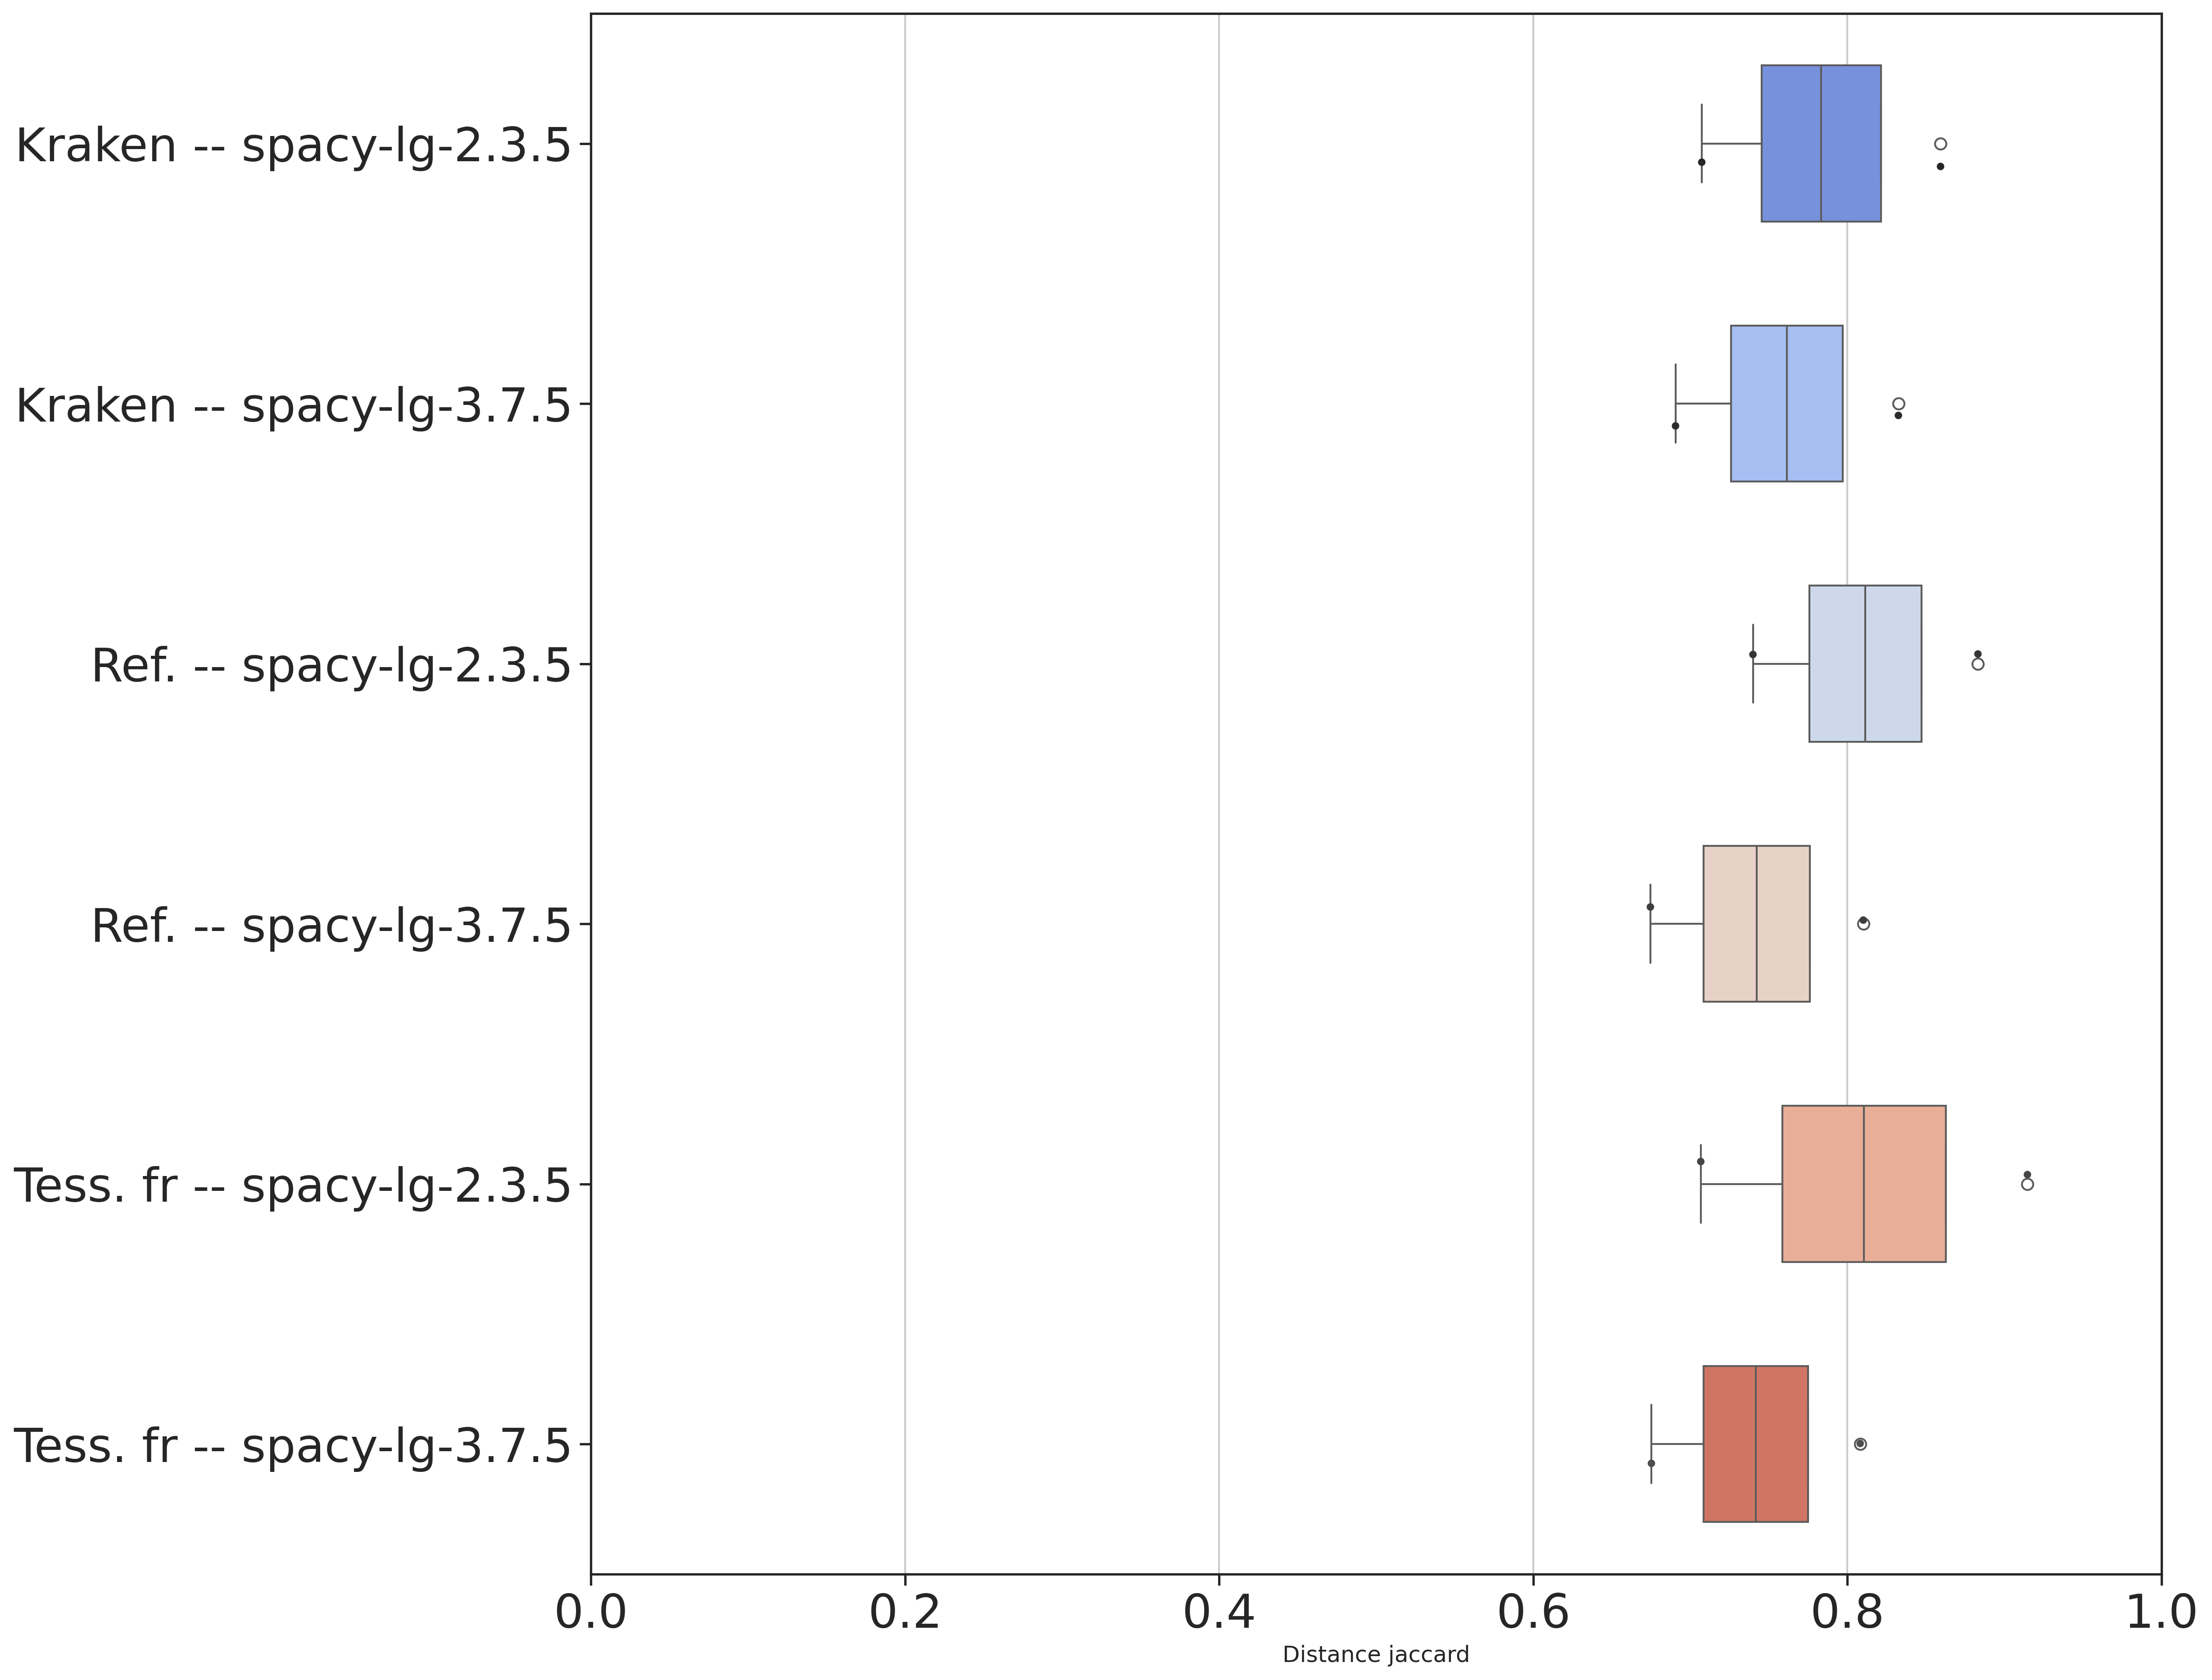 Kraken -- spacy-lg-2.3.5
Kraken -- spacy-lg-3.7.5
Ref. -- spacy-lg-2.3.5
Ref. -- spacy-lg-3.7.5
Tess. fr -- spacy-lg-2.3.5
Tess. fr -- spacy-lg-3.7.5
0.0 0.2 0.4 0.6 0.8 1.0
Distance jaccard